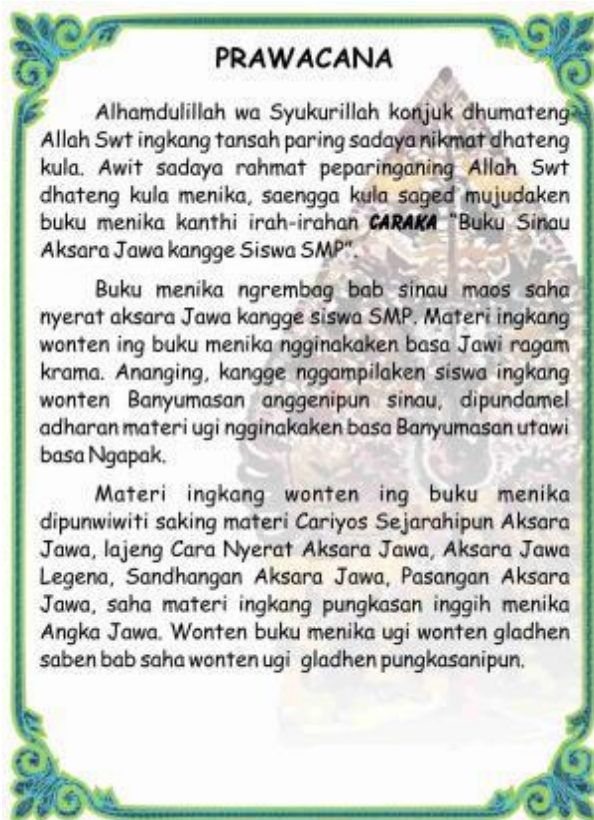 PRAWACANA
Alhamdulillah wa Syukurillah konjuk dhumateng
Allah Swt ingkang tansah paring sadaya nikmat dhateng
kula. Awit sadaya rahmat peparinganing Allah Swt
dhateng kula menika, saengga kula saged mujudaken
buku menika kanthi irah-irahan CARAKA "Buku Sinau
Aksara Jawa kangge Siswa SMP".
Buku menika ngrembag bab sinau maos saha
nyerat aksara Jawa kangge siswa SMP. Materi ingkang
wonten ing buku menika ngginakaken basa Jawi ragam
krama. Ananging, kangge nggampilaken siswa ingkang
wonten Banyumasan anggenipun sinau, dipundamel
adharan materi ugi ngginakaken basa Banyumasan utawi
basa Ngapak.
Materi ingkang wonten ing buku menika
dipunwiwiti saking materi Cariyos Sejarahipun Aksara
Jawa, lajeng Cara Nyerat Aksara Jawa, Aksara Jawa
Legena, Sandhangan Aksara Jawa, Pasangan Aksara
Jawa, saha materi ingkang pungkasan inggih menika
Angka Jawa. Wonten buku menika ugi wonten gladhen
saben bab saha wonten ugi gladhen pungkasanipun.